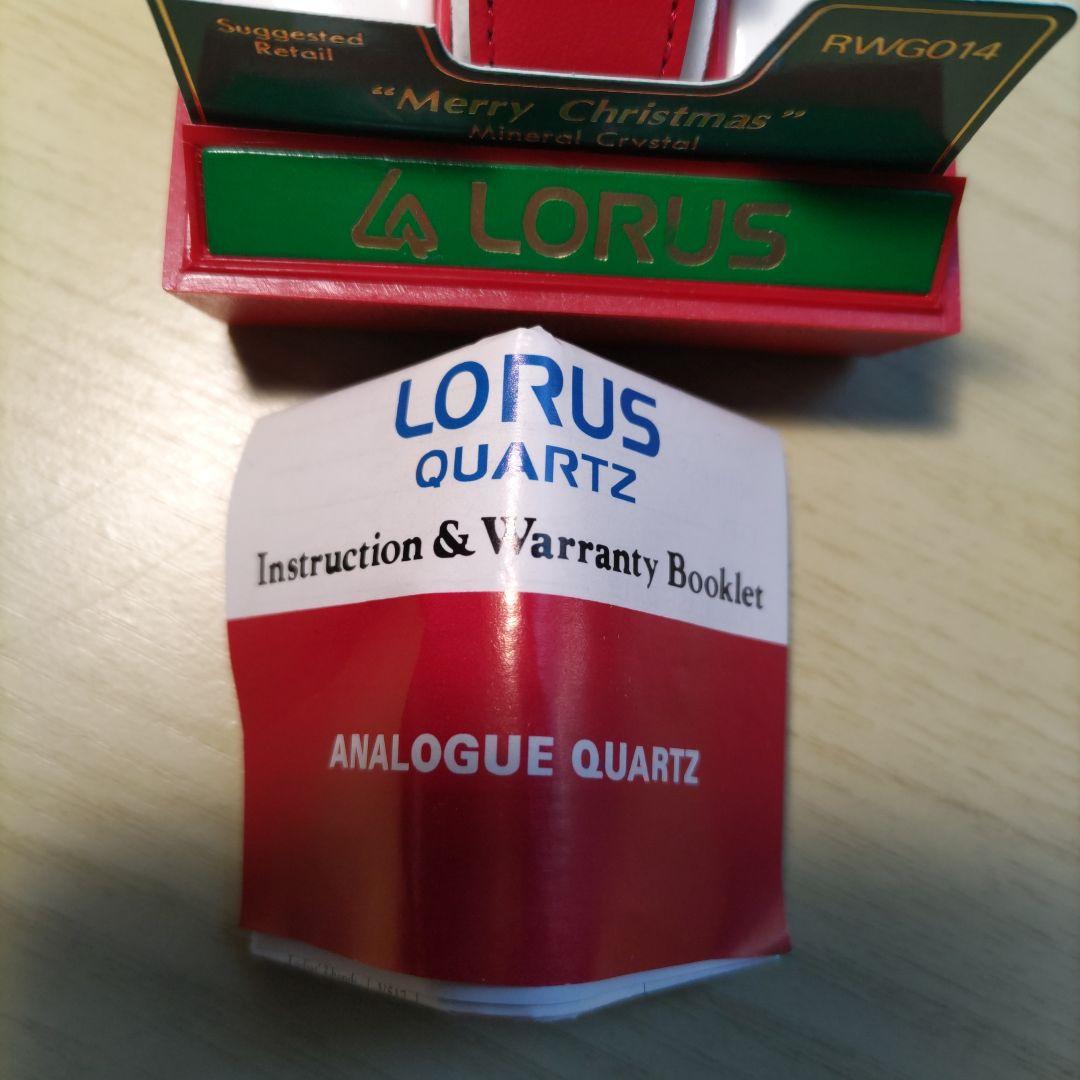 Suggested
Retail
RWG014
"Merry Christmas"
Mineral Crystal
LORUS
LORUS
QUARTZ
Instruction & Warranty Booklet
ANALOGUE QUARTZ